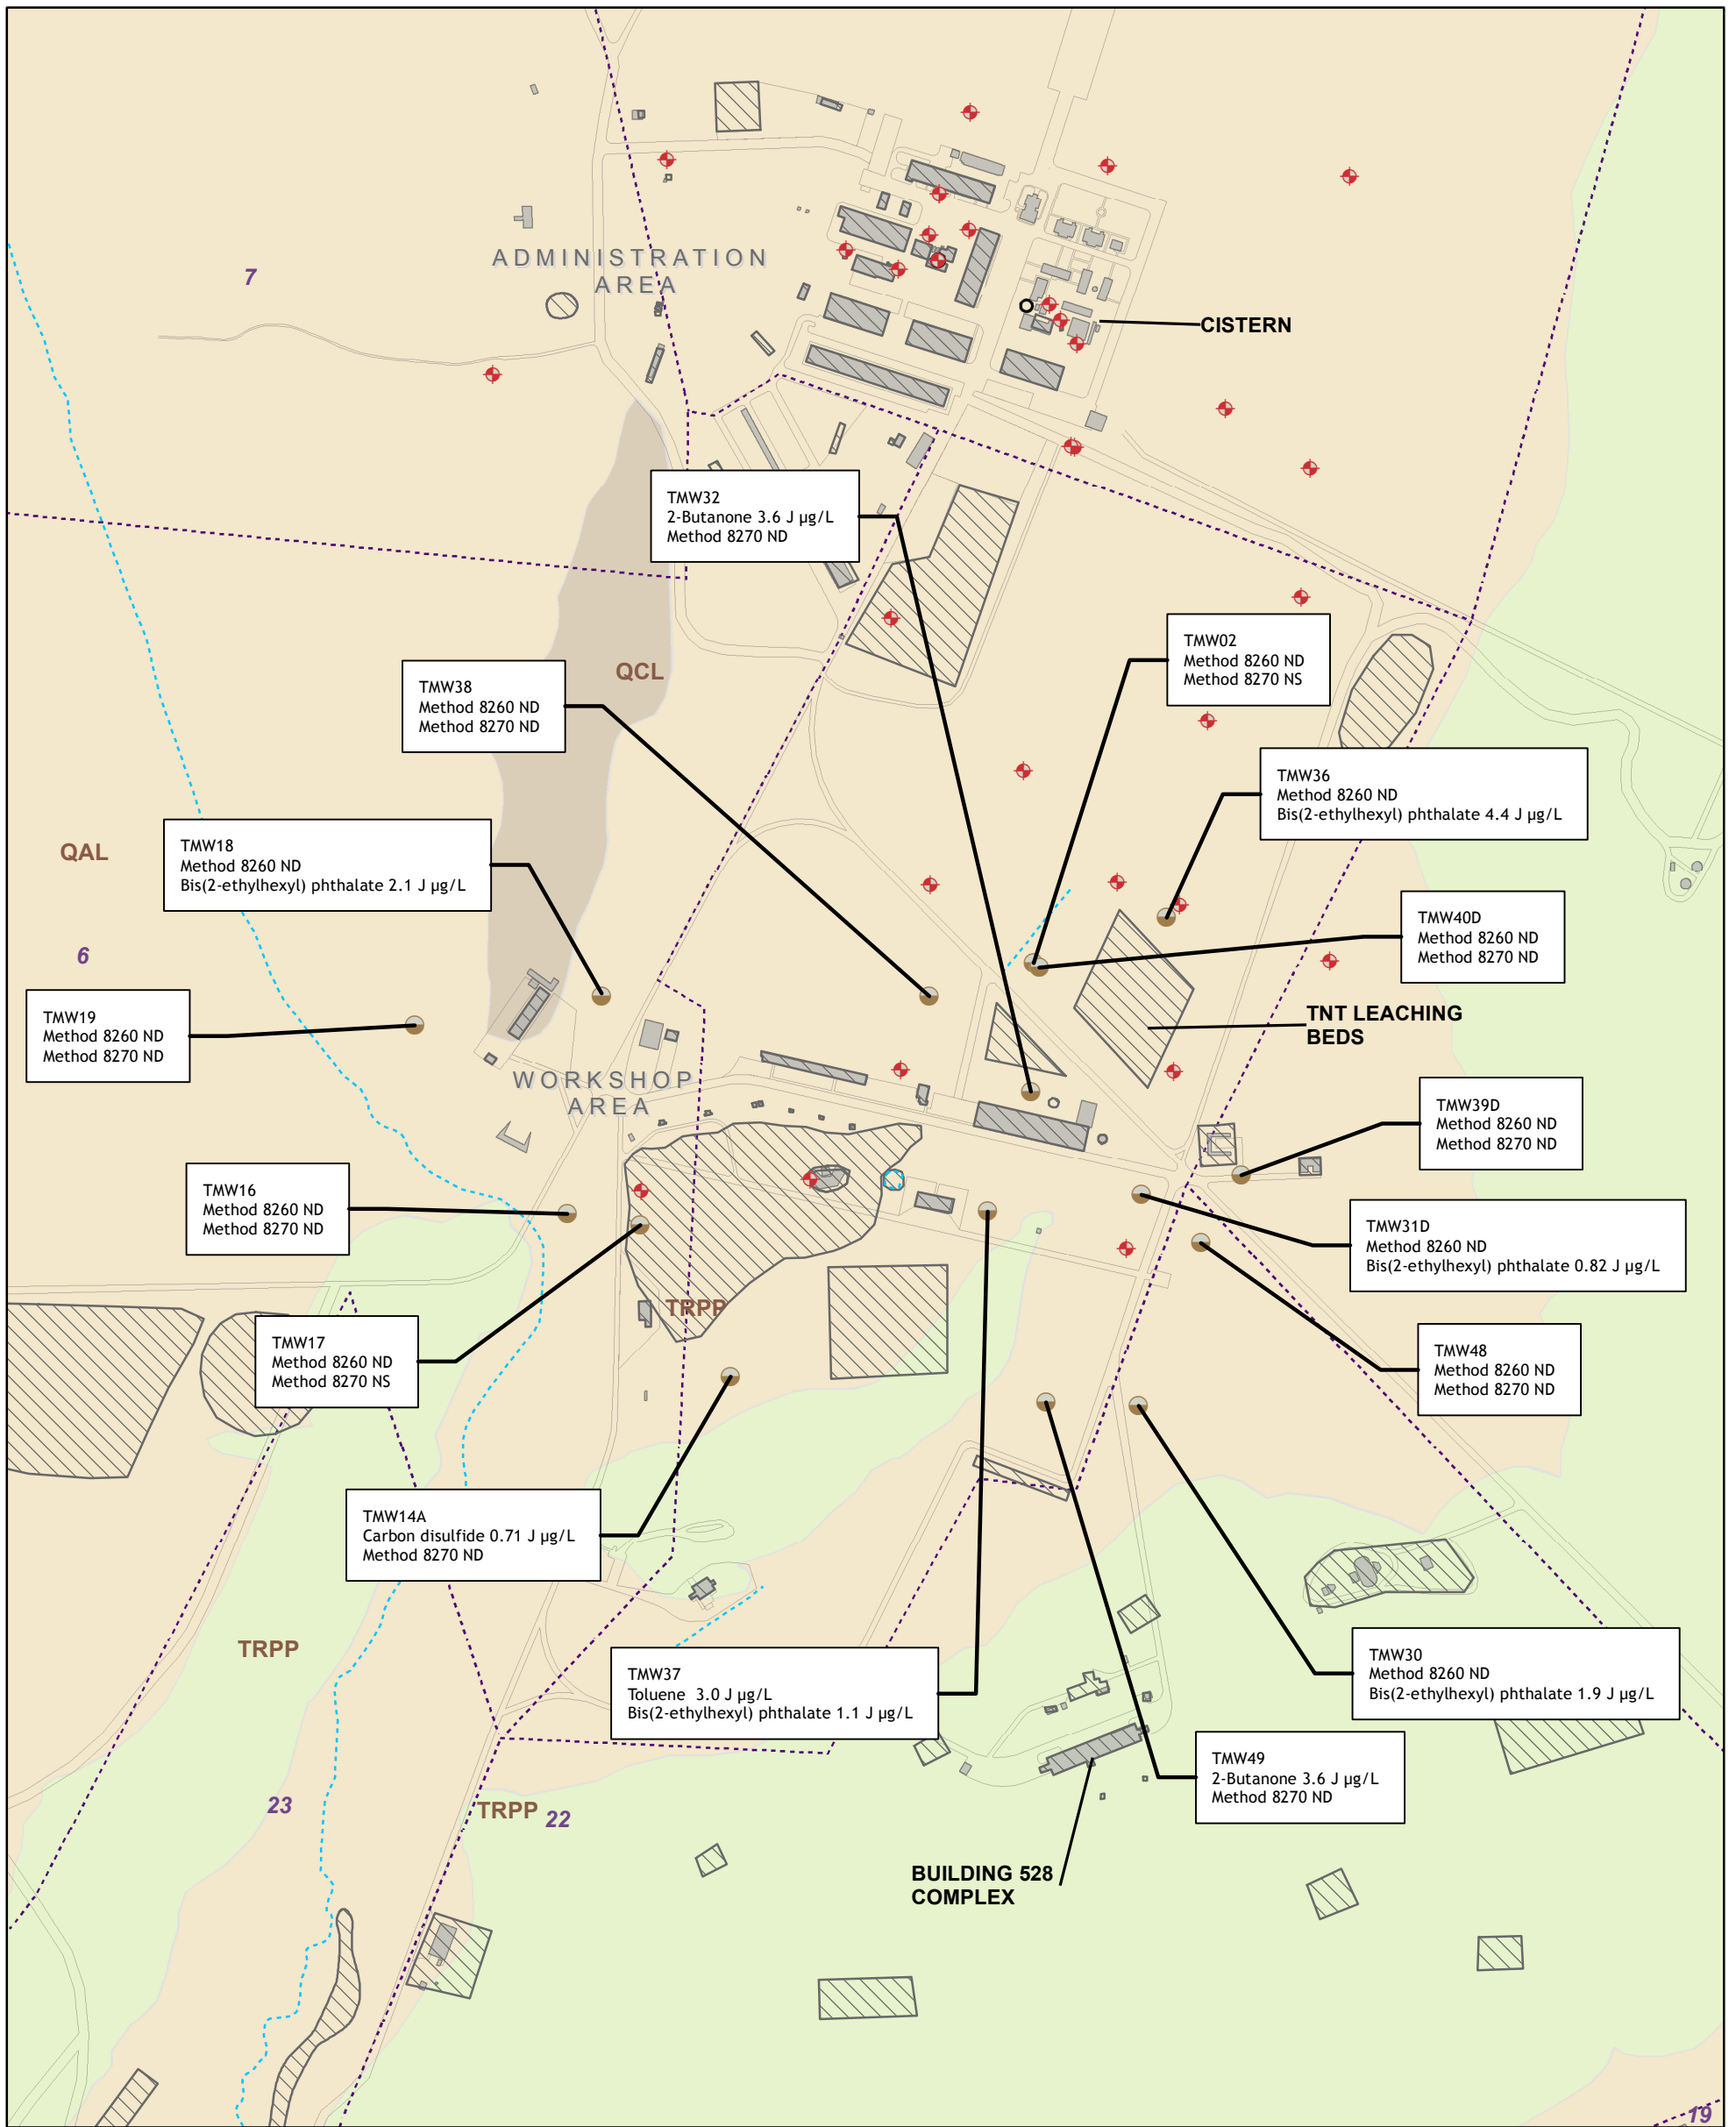 7
ADMINISTRATION
AREA
CISTERN
TMW32
2-Butanone 3.6 J µg/L
Method 8270 ND
TMW02
Method 8260 ND
Method 8270 NS
QCL
TMW38
Method 8260 ND
Method 8270 ND
TMW36
Method 8260 ND
Bis(2-ethylhexyl) phthalate 4.4 J µg/L
QAL
TMW18
Method 8260 ND
Bis(2-ethylhexyl) phthalate 2.1 J µg/L
TMW40D
Method 8260 ND
Method 8270 ND
6
TMW19
Method 8260 ND
Method 8270 ND
TNT LEACHING
BEDS
WORKSHOP
AREA
TMW39D
Method 8260 ND
Method 8270 ND
TMW16
Method 8260 ND
Method 8270 ND
TMW31D
Method 8260 ND
Bis(2-ethylhexyl) phthalate 0.82 J µg/L
TRPP
TMW17
Method 8260 ND
Method 8270 NS
TMW48
Method 8260 ND
Method 8270 ND
TMW14A
Carbon disulfide 0.71 J µg/L
Method 8270 ND
TRPP
TMW37
Toluene  3.0 J µg/L
Bis(2-ethylhexyl) phthalate 1.1 J µg/L
TMW30
Method 8260 ND
Bis(2-ethylhexyl) phthalate 1.9 J µg/L
TMW49
2-Butanone 3.6 J µg/L
Method 8270 ND
23
TRPP
22
BUILDING 528
COMPLEX
19